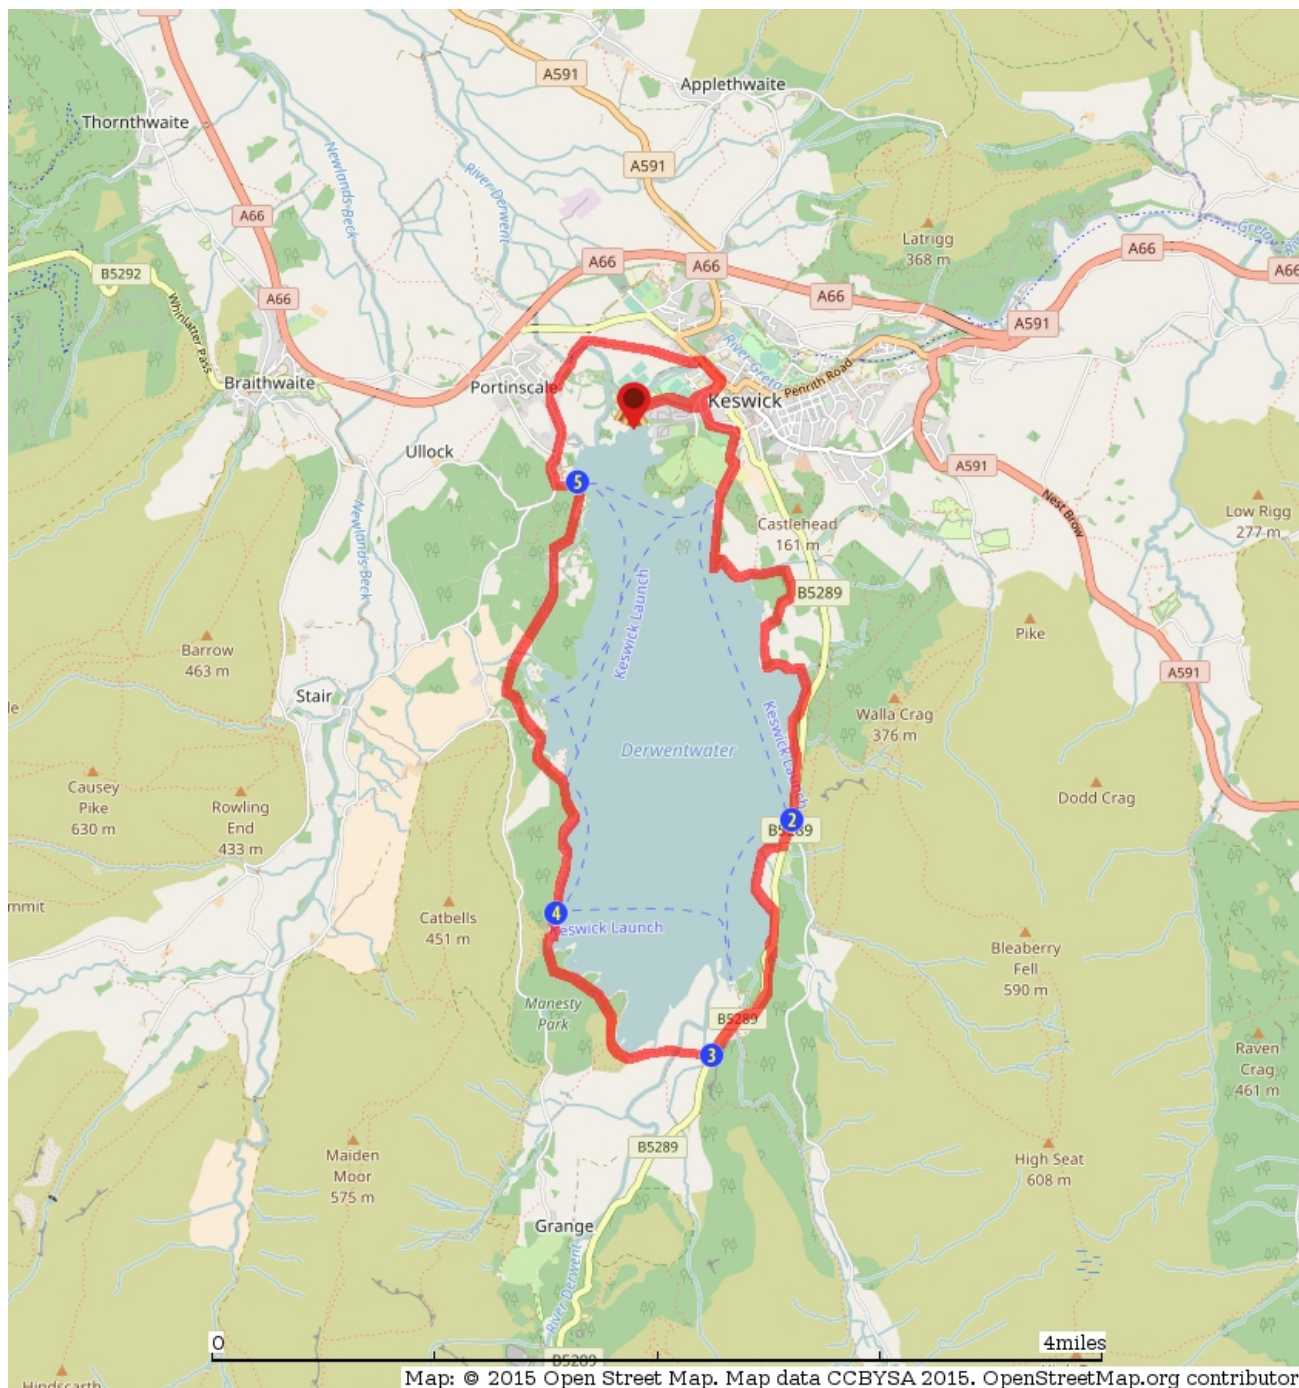 A591
Applethwaite
Thornthwaite
Newlands Beck
River Derwent
A591
A66
Latrigg
368 m
Greta
A66
B5292
A66
A66
A66
A66
A66
A591
Whinlatter Pass
River Greta
Penrith Road
Braithwaite
Portinscale
Keswick
Ullock
A591
5
Nest Brow
Low Rigg
277 m
Castlehead
161 m
Newlands Beck
Keswick Launch
B5289
Pike
Barrow
463 m
A591
Stair
le
Walla Crag
376 m
Keswick Launch
Derwentwater
Causey
Pike
630 m
Rowling
End
433 m
Dodd Crag
2
B5289
mmit
Catbells
451 m
4
Keswick Launch
Bleaberry
Fell
590 m
Manesty
Park
B5289
3
Raven
Crag
461 m
B5289
Maiden
Moor
575 m
High Seat
608 m
Grange
River Derwent
0
4miles
B5289
Hindscarth
Map: © 2015 Open Street Map. Map data CCBYSA 2015. OpenStreetMap.org contributor